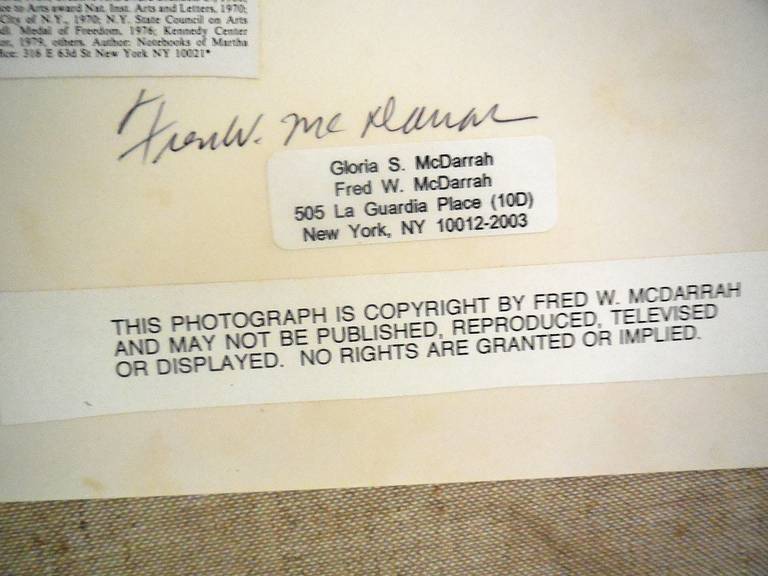 ce to Arts award Nat. Inst. Arts and Letters, 1970;
City of N.Y., 1970; N.Y. State Council on Arts
Medal of Freedom, 1976; Kennedy Center
1979, others. Author: Notebooks of Martha
316 E 63d St New York NY 10021*
Fred W. McDarrah
Gloria S. McDarrah
Fred W. McDarrah
505 La Guardia Place (10D)
New York, NY 10012-2003
THIS PHOTOGRAPH IS COPYRIGHT BY FRED W. MCDARRAH
AND MAY NOT BE PUBLISHED, REPRODUCED, TELEVISED
OR DISPLAYED. NO RIGHTS ARE GRANTED OR IMPLIED.